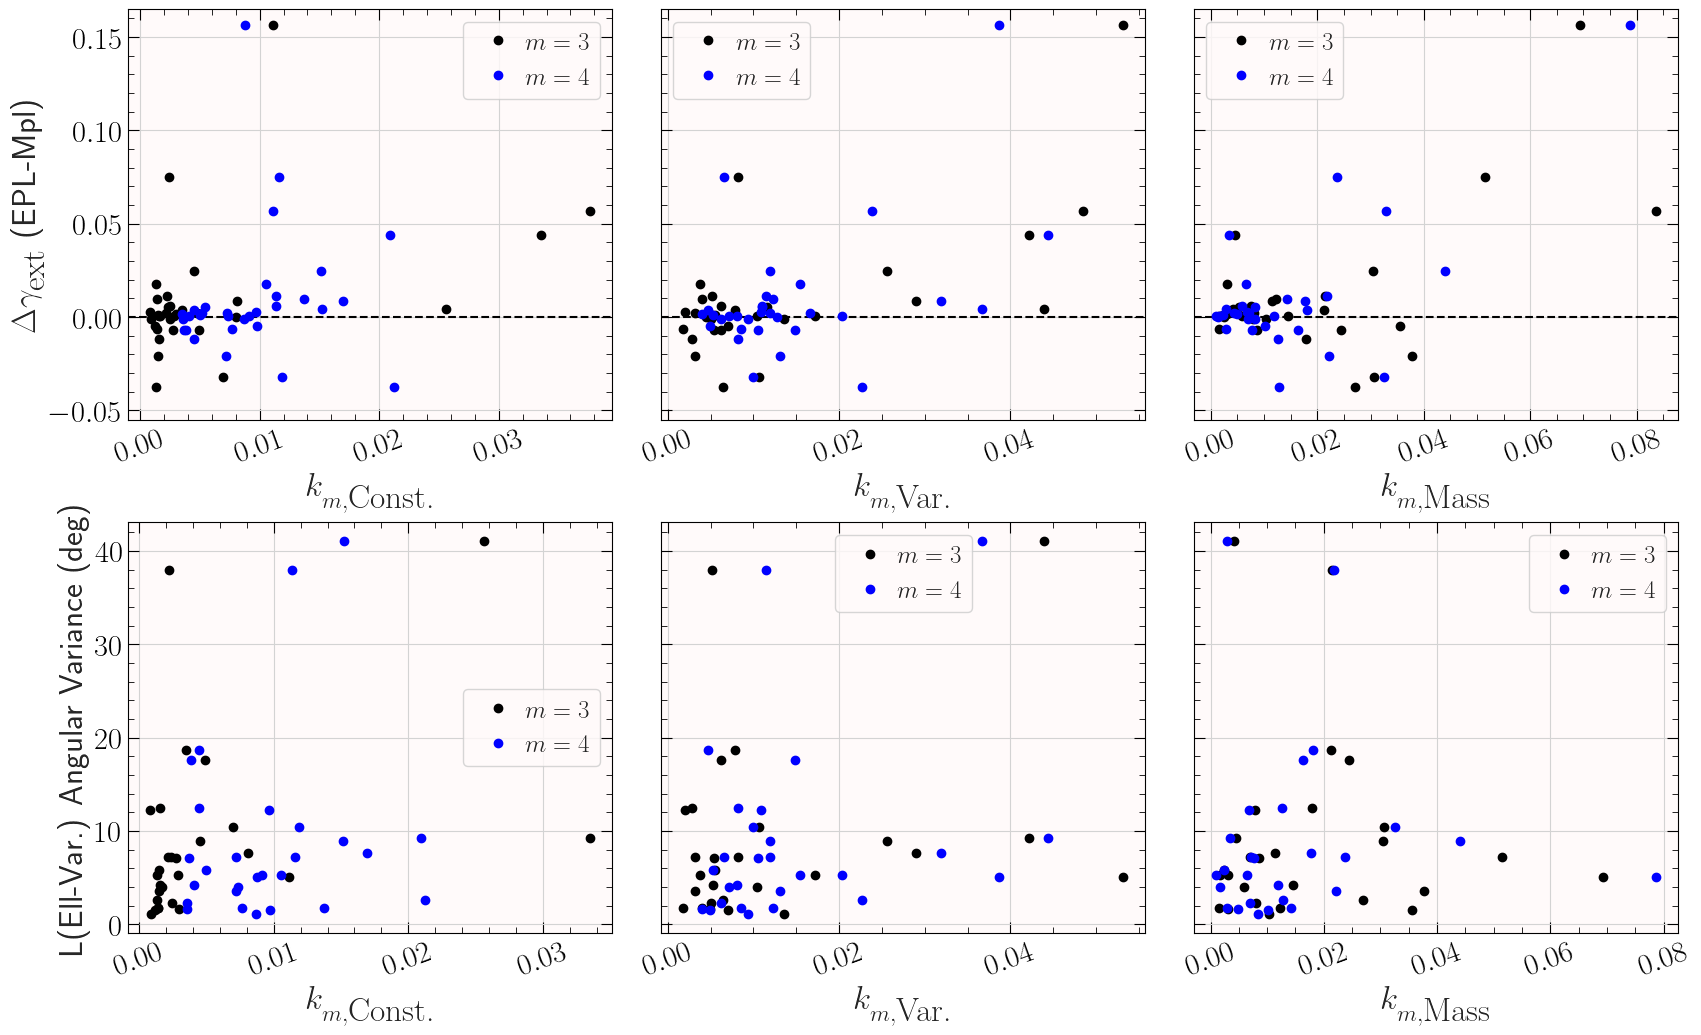 Δγext (EPL-Mpl)
0.15
0.10
0.05
0.00
−0.05
m = 3
m = 4
m = 3
m = 4
m = 3
m = 4
0.00 0.01 0.02 0.03
0.00 0.02 0.04
0.00 0.02 0.04 0.06 0.08
km,Const.
km,Var.
km,Mass
L(Ell-Var.) Angular Variance (deg)
40
30
20
10
0
m = 3
m = 4
m = 3
m = 4
m = 3
m = 4
0.00 0.01 0.02 0.03
0.00 0.02 0.04
0.00 0.02 0.04 0.06 0.08
km,Const.
km,Var.
km,Mass